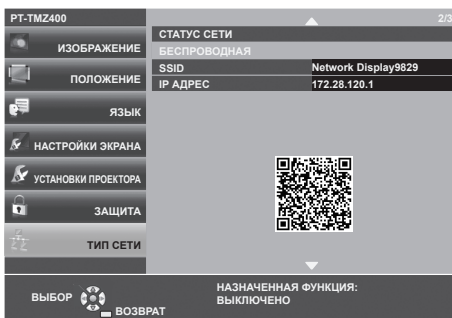 PT-TMZ400
2/3
ИЗОБРАЖЕНИЕ
ПОЛОЖЕНИЕ
ЯЗЫК
НАСТРОЙКИ ЭКРАНА
УСТАНОВКИ ПРОЕКТОРА
ЗАЩИТА
ТИП СЕТИ
СТАТУС СЕТИ
БЕСПРОВОДНАЯ
SSID Network Display9829
IP АДРЕС 172.28.120.1
ВЫБОР
ВОЗВРАТ
НАЗНАЧЕННАЯ ФУНКЦИЯ:
ВЫКЛЮЧЕНО